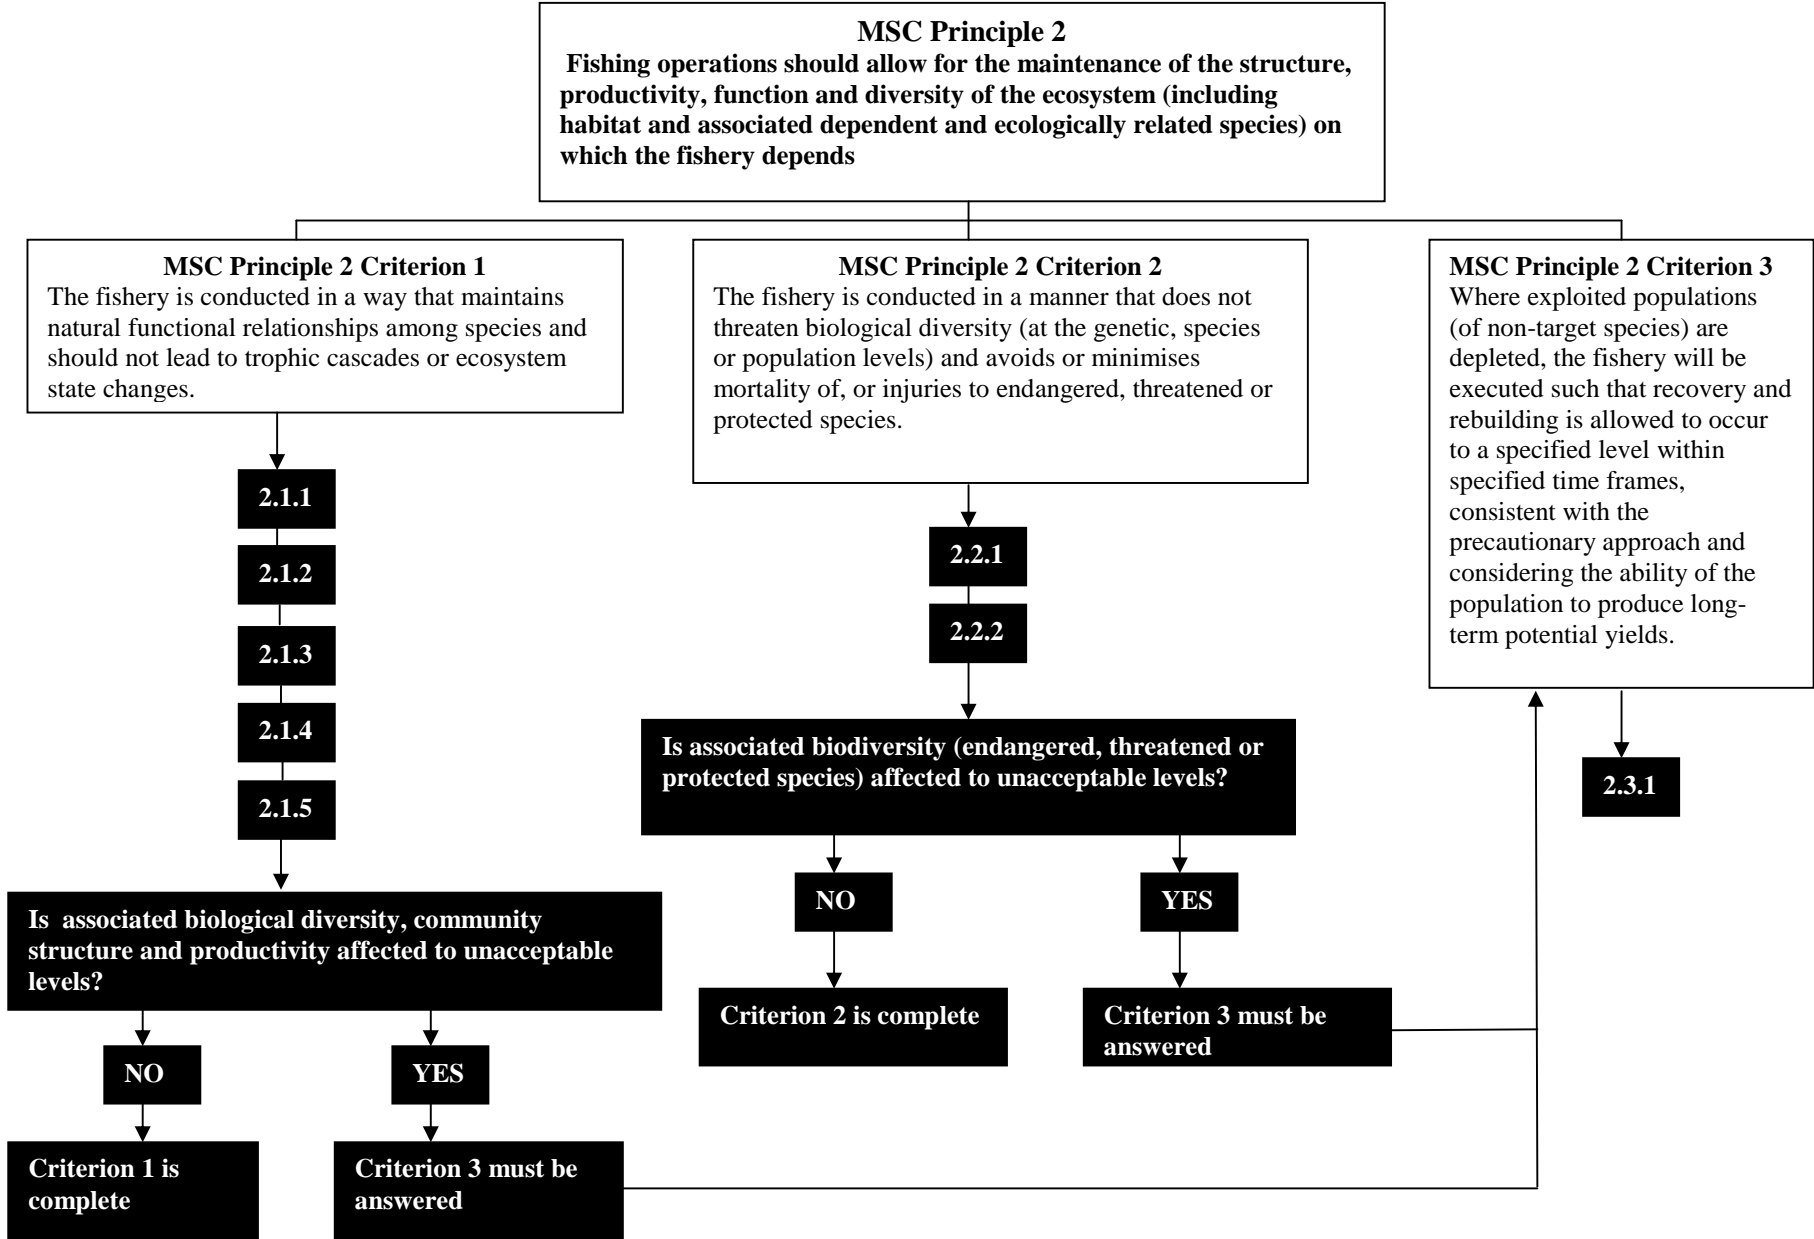 MSC Principle 2
Fishing operations should allow for the maintenance of the structure,
productivity, function and diversity of the ecosystem (including
habitat and associated dependent and ecologically related species) on
which the fishery depends
MSC Principle 2 Criterion 1
The fishery is conducted in a way that maintains
natural functional relationships among species and
should not lead to trophic cascades or ecosystem
state changes.
2.1.1
2.1.2
2.1.3
2.1.4
2.1.5
Is associated biological diversity, community
structure and productivity affected to unacceptable
levels?
NO
YES
Criterion 1 is
complete
Criterion 3 must be
answered
MSC Principle 2 Criterion 2
The fishery is conducted in a manner that does not
threaten biological diversity (at the genetic, species
or population levels) and avoids or minimises
mortality of, or injuries to endangered, threatened or
protected species.
2.2.1
2.2.2
Is associated biodiversity (endangered, threatened or
protected species) affected to unacceptable levels?
NO
YES
Criterion 2 is complete
Criterion 3 must be
answered
MSC Principle 2 Criterion 3
Where exploited populations
(of non-target species) are
depleted, the fishery will be
executed such that recovery and
rebuilding is allowed to occur
to a specified level within
specified time frames,
consistent with the
precautionary approach and
considering the ability of the
population to produce long-
term potential yields.
2.3.1